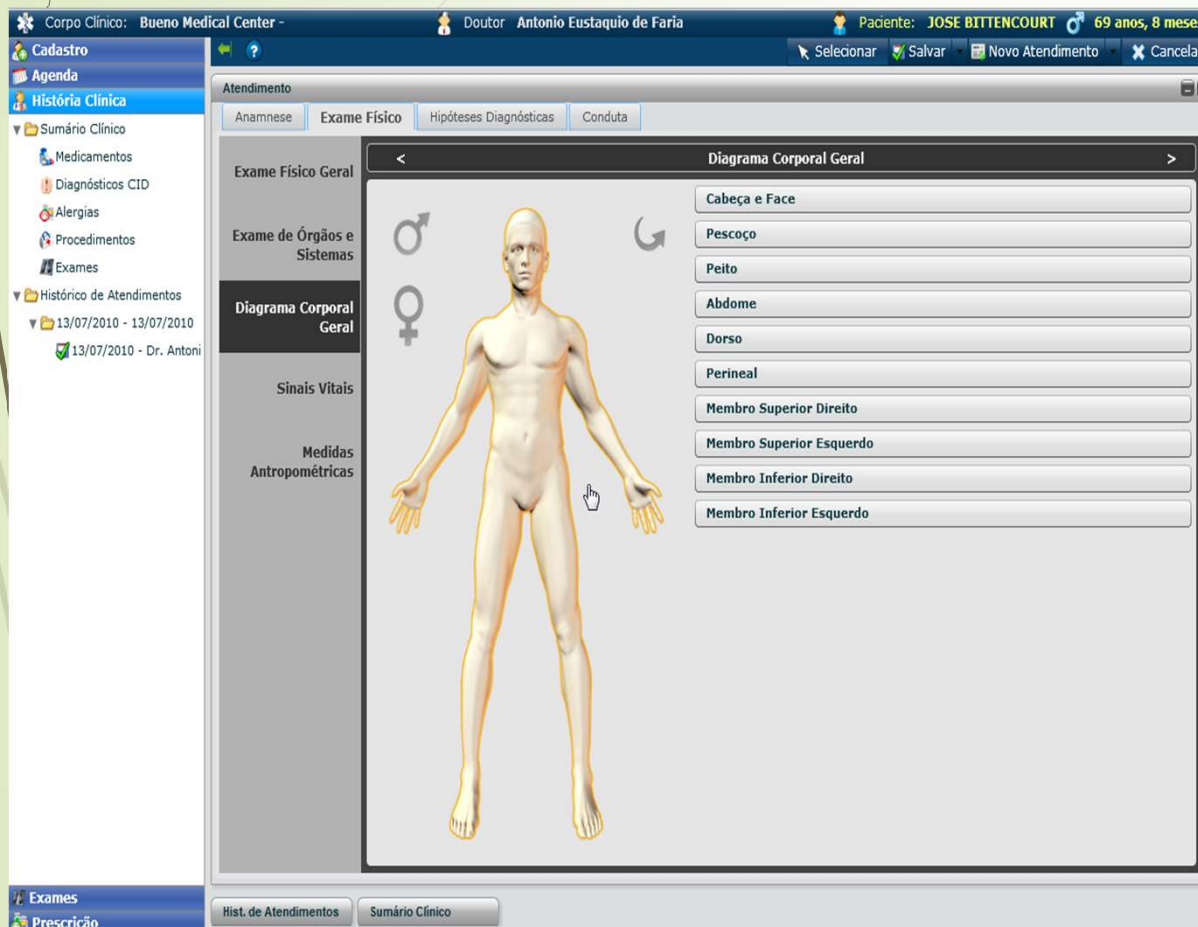 Corpo Clínico: Bueno Medical Center -
Doutor Antonio Eustaquio de Faria
Paciente: JOSE BITTENCOURT 69 anos, 8 mese
Cadastro
Agenda
História Clínica
Sumário Clínico
Medicamentos
Diagnósticos CID
Alergias
Procedimentos
Exames
Histórico de Atendimentos
13/07/2010 - 13/07/2010
13/07/2010 - Dr. Antoni
Exames
Prescrição
?
Selecionar
Salvar
Novo Atendimento
Cancela
Atendimento
Anamnese
Exame Físico
Hipóteses Diagnósticas
Conduta
Exame Físico Geral
Exame de Órgãos e
Sistemas
Diagrama Corporal
Geral
Sinais Vitais
Medidas
Antropométricas
< Diagrama Corporal Geral >
Cabeça e Face
Pescoço
Peito
Abdome
Dorso
Perineal
Membro Superior Direito
Membro Superior Esquerdo
Membro Inferior Direito
Membro Inferior Esquerdo
Hist. de Atendimentos
Sumário Clínico